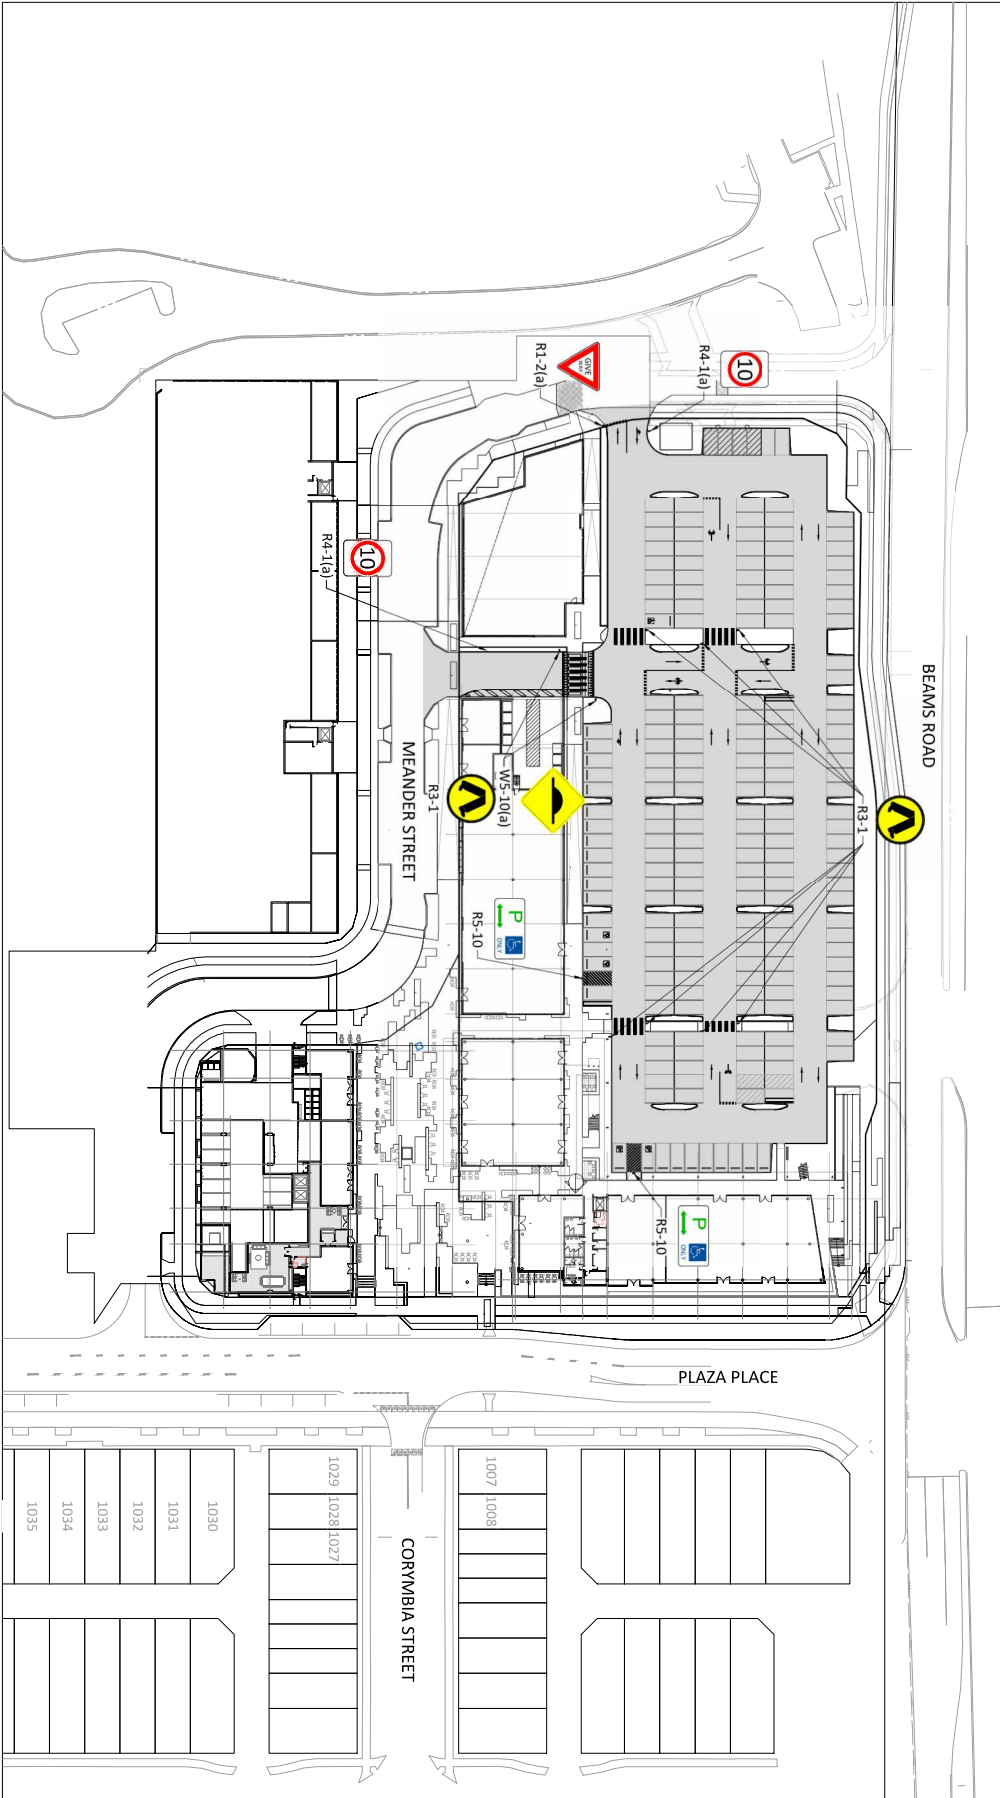 BEAMS ROAD
R4-1(a)
10
R1-2(a)
GIVE
WAY
R3-1
10
R4-1(a)
W5-10(a)
R3-1
MEANDER STREET
P
ONLY
R5-10
P
ONLY
R5-10
PLAZA PLACE
CORYMBIA STREET
1007
1008
1029
1028
1027
1030
1031
1032
1033
1034
1035